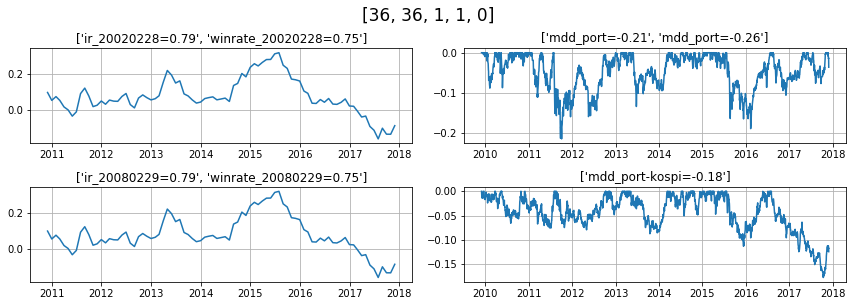 [36, 36, 1, 1, 0]
['ir_20020228=0.79', 'winrate_20020228=0.75']
0.2
0.0
2011 2012 2013 2014 2015 2016 2017 2018
['mdd_port=-0.21', 'mdd_port=-0.26']
0.0
−0.1
−0.2
2010 2011 2012 2013 2014 2015 2016 2017 2018
['ir_20080229=0.79', 'winrate_20080229=0.75']
0.2
0.0
2011 2012 2013 2014 2015 2016 2017 2018
['mdd_port-kospi=-0.18']
0.00
−0.05
−0.10
−0.15
2010 2011 2012 2013 2014 2015 2016 2017 2018